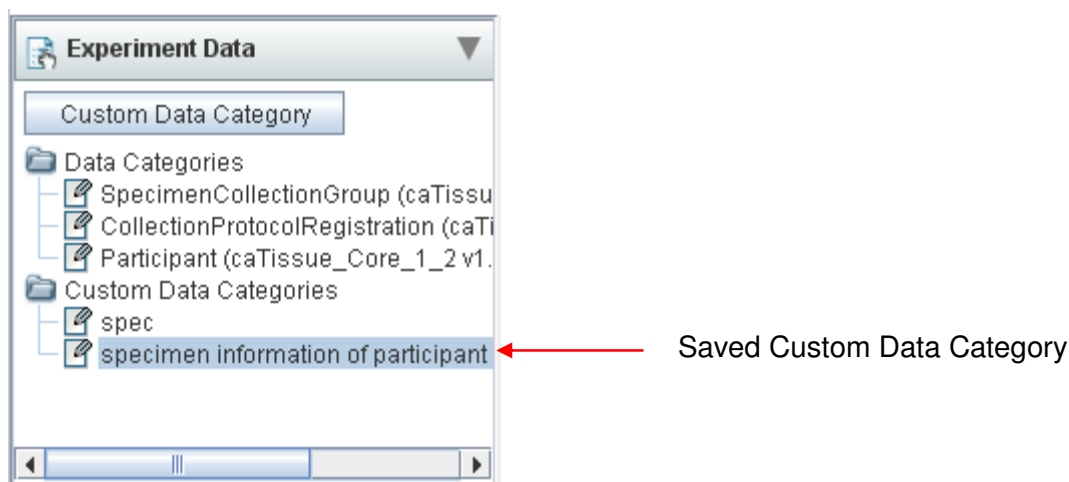 Experiment Data
Custom Data Category
Data Categories
SpecimenCollectionGroup (caTissu
CollectionProtocolRegistration (caTi
Participant (caTissue_Core_1_2 v1.
Custom Data Categories
spec
specimen information of participant
Saved Custom Data Category